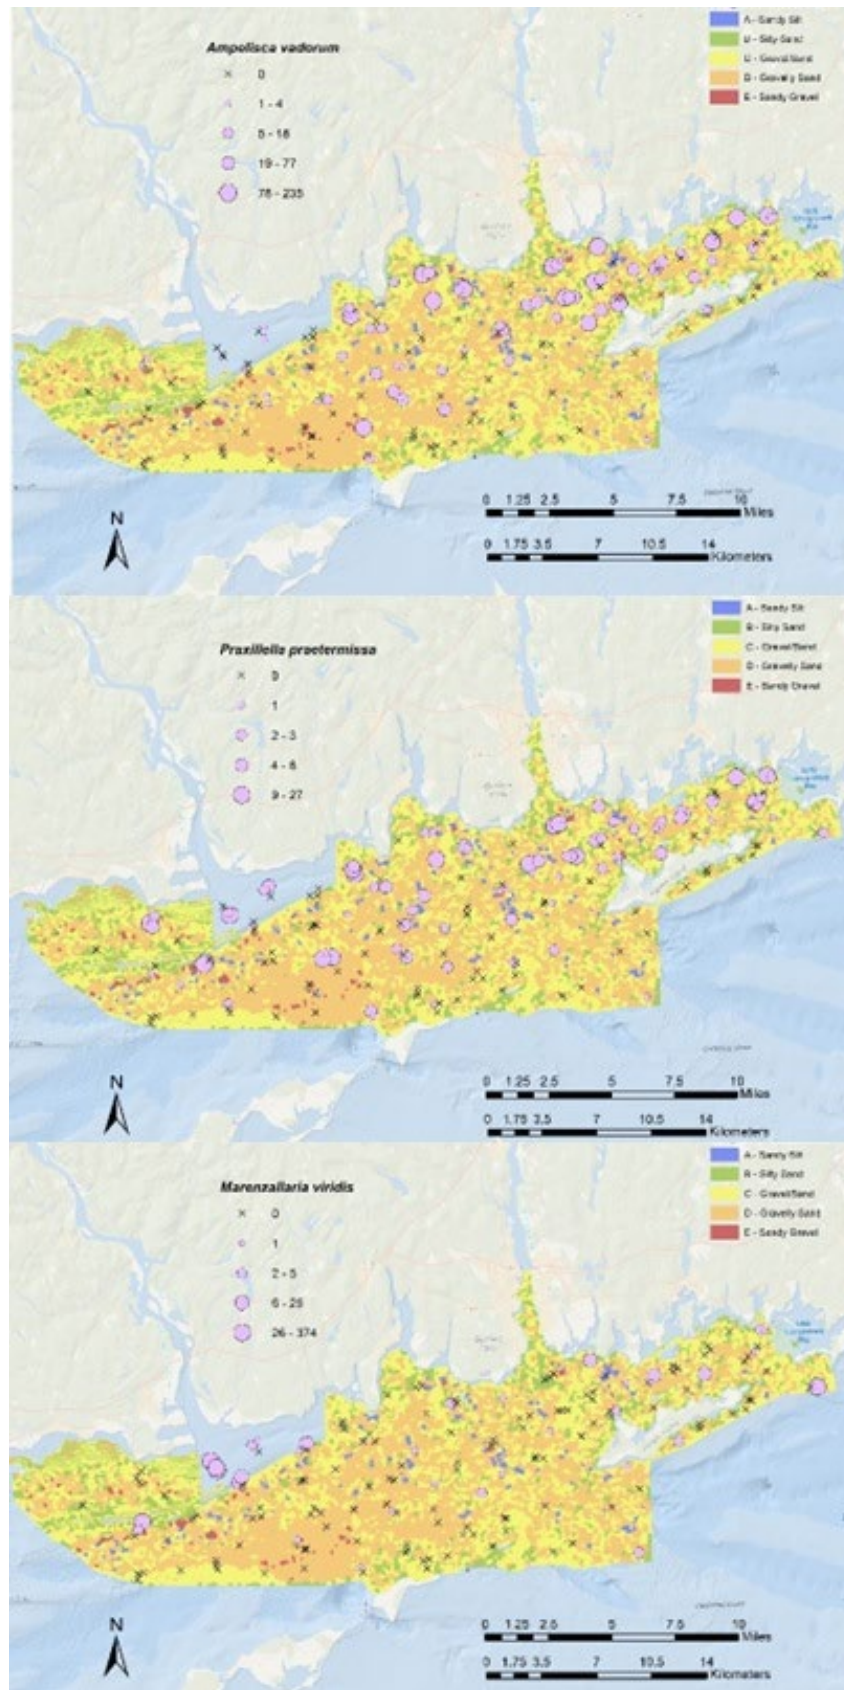 Ampelisca vadorum
× 0
1 - 4
5 - 18
19 - 77
78 - 235
A - Sandy Silt
B - Silty Sand
C - Gravel/Sand
D - Gravelly Sand
E - Sandy Gravel
N
0 1.25 2.5 5 7.5 10
Miles
0 1.75 3.5 7 10.5 14
Kilometers
Praxillella praetermissa
× 0
1
2 - 3
4 - 8
9 - 27
A - Sandy Silt
B - Silty Sand
C - Gravel/Sand
D - Gravelly Sand
E - Sandy Gravel
N
0 1.25 2.5 5 7.5 10
Miles
0 1.75 3.5 7 10.5 14
Kilometers
Marenzallaria viridis
× 0
1
2 - 5
6 - 25
26 - 374
A - Sandy Silt
B - Silty Sand
C - Gravel/Sand
D - Gravelly Sand
E - Sandy Gravel
N
0 1.25 2.5 5 7.5 10
Miles
0 1.75 3.5 7 10.5 14
Kilometers